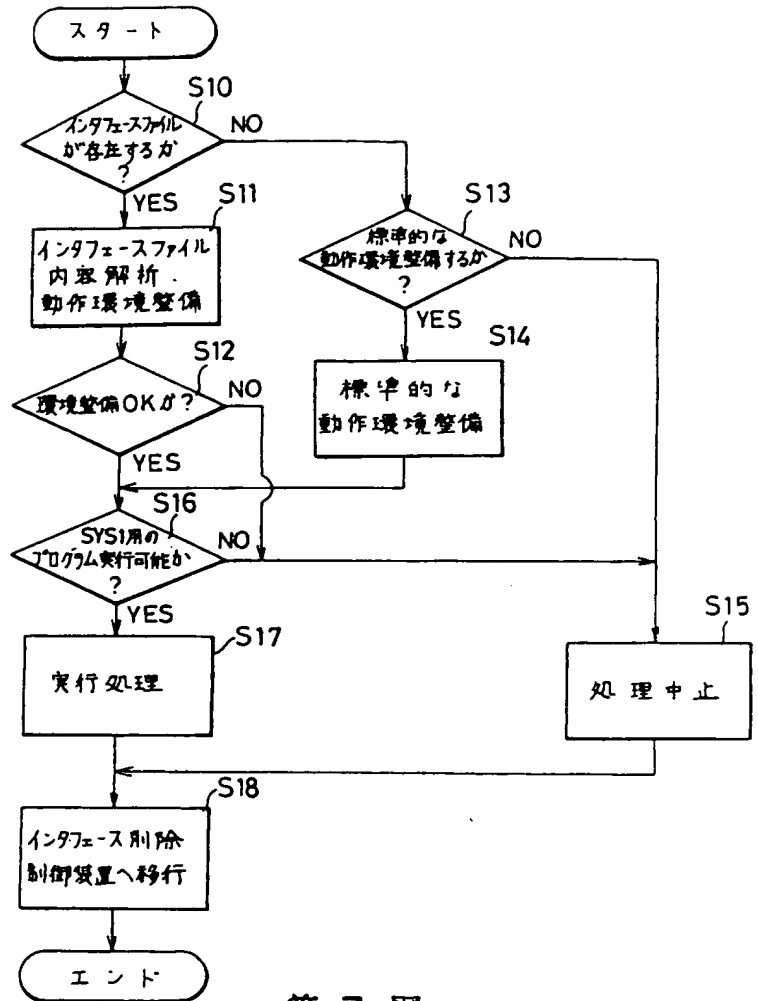 スタート
S10
インタフェースファイル
が存在するか
?
NO
YES
S11
インタフェースファイル
内容解析.
動作環境整備
S13
標準的な
動作環境整備するか
?
NO
YES
S12
環境整備OKか?
NO
YES
S14
標準的な
動作環境整備
S16
SYS1用の
プログラム実行可能か
?
NO
YES
S17
実行処理
S15
処理中止
S18
インタフェース削除
制御装置へ移行
エンド